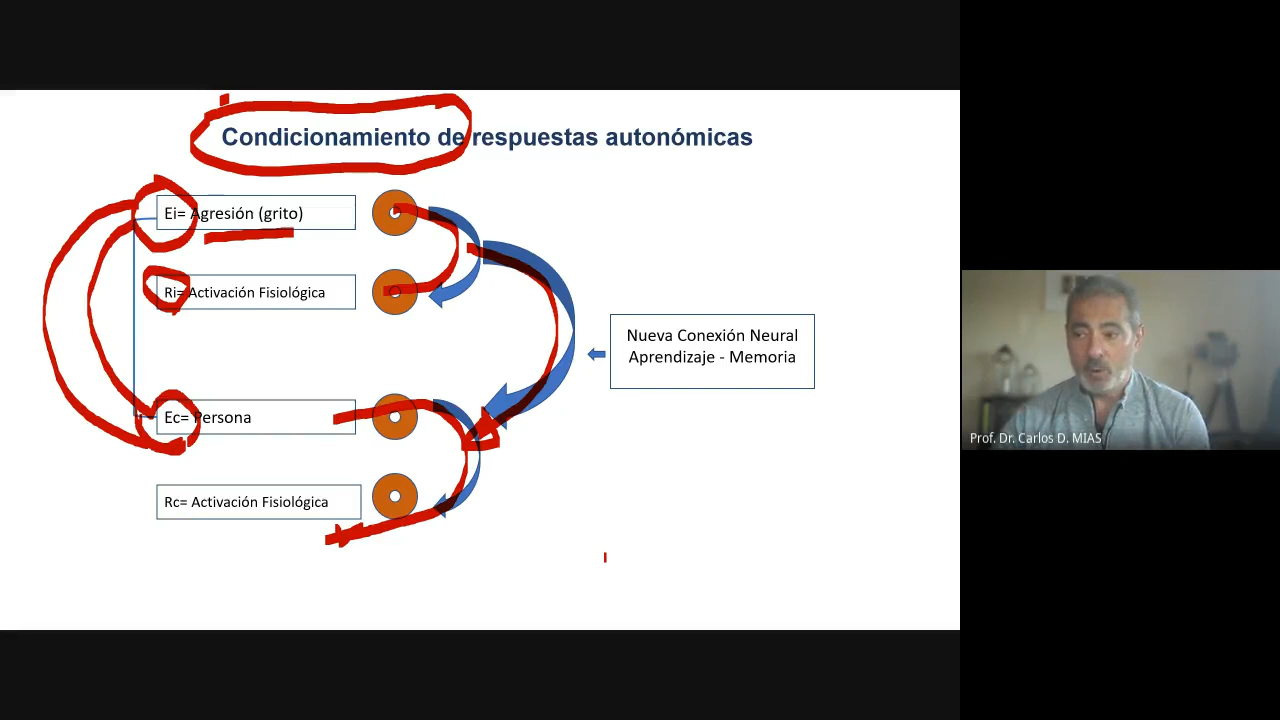 Condicionamiento de respuestas autonómicas
Ei= Agresión (grito)
Ri= Activación Fisiológica
Nueva Conexión Neural
Aprendizaje - Memoria
Ec= Persona
Rc= Activación Fisiológica
Prof. Dr. Carlos D. MIAS